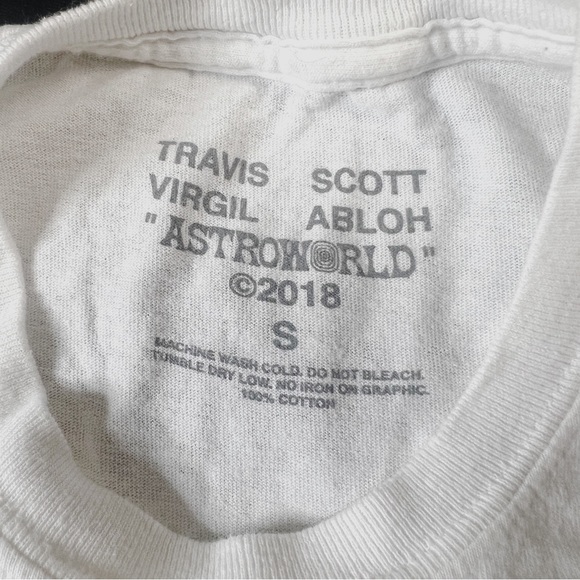 TRAVIS SCOTT
VIRGIL ABLOH
"ASTROWORLD"
©2018
S
MACHINE WASH COLD. DO NOT BLEACH.
TUMBLE DRY LOW. NO IRON ON GRAPHIC.
100% COTTON